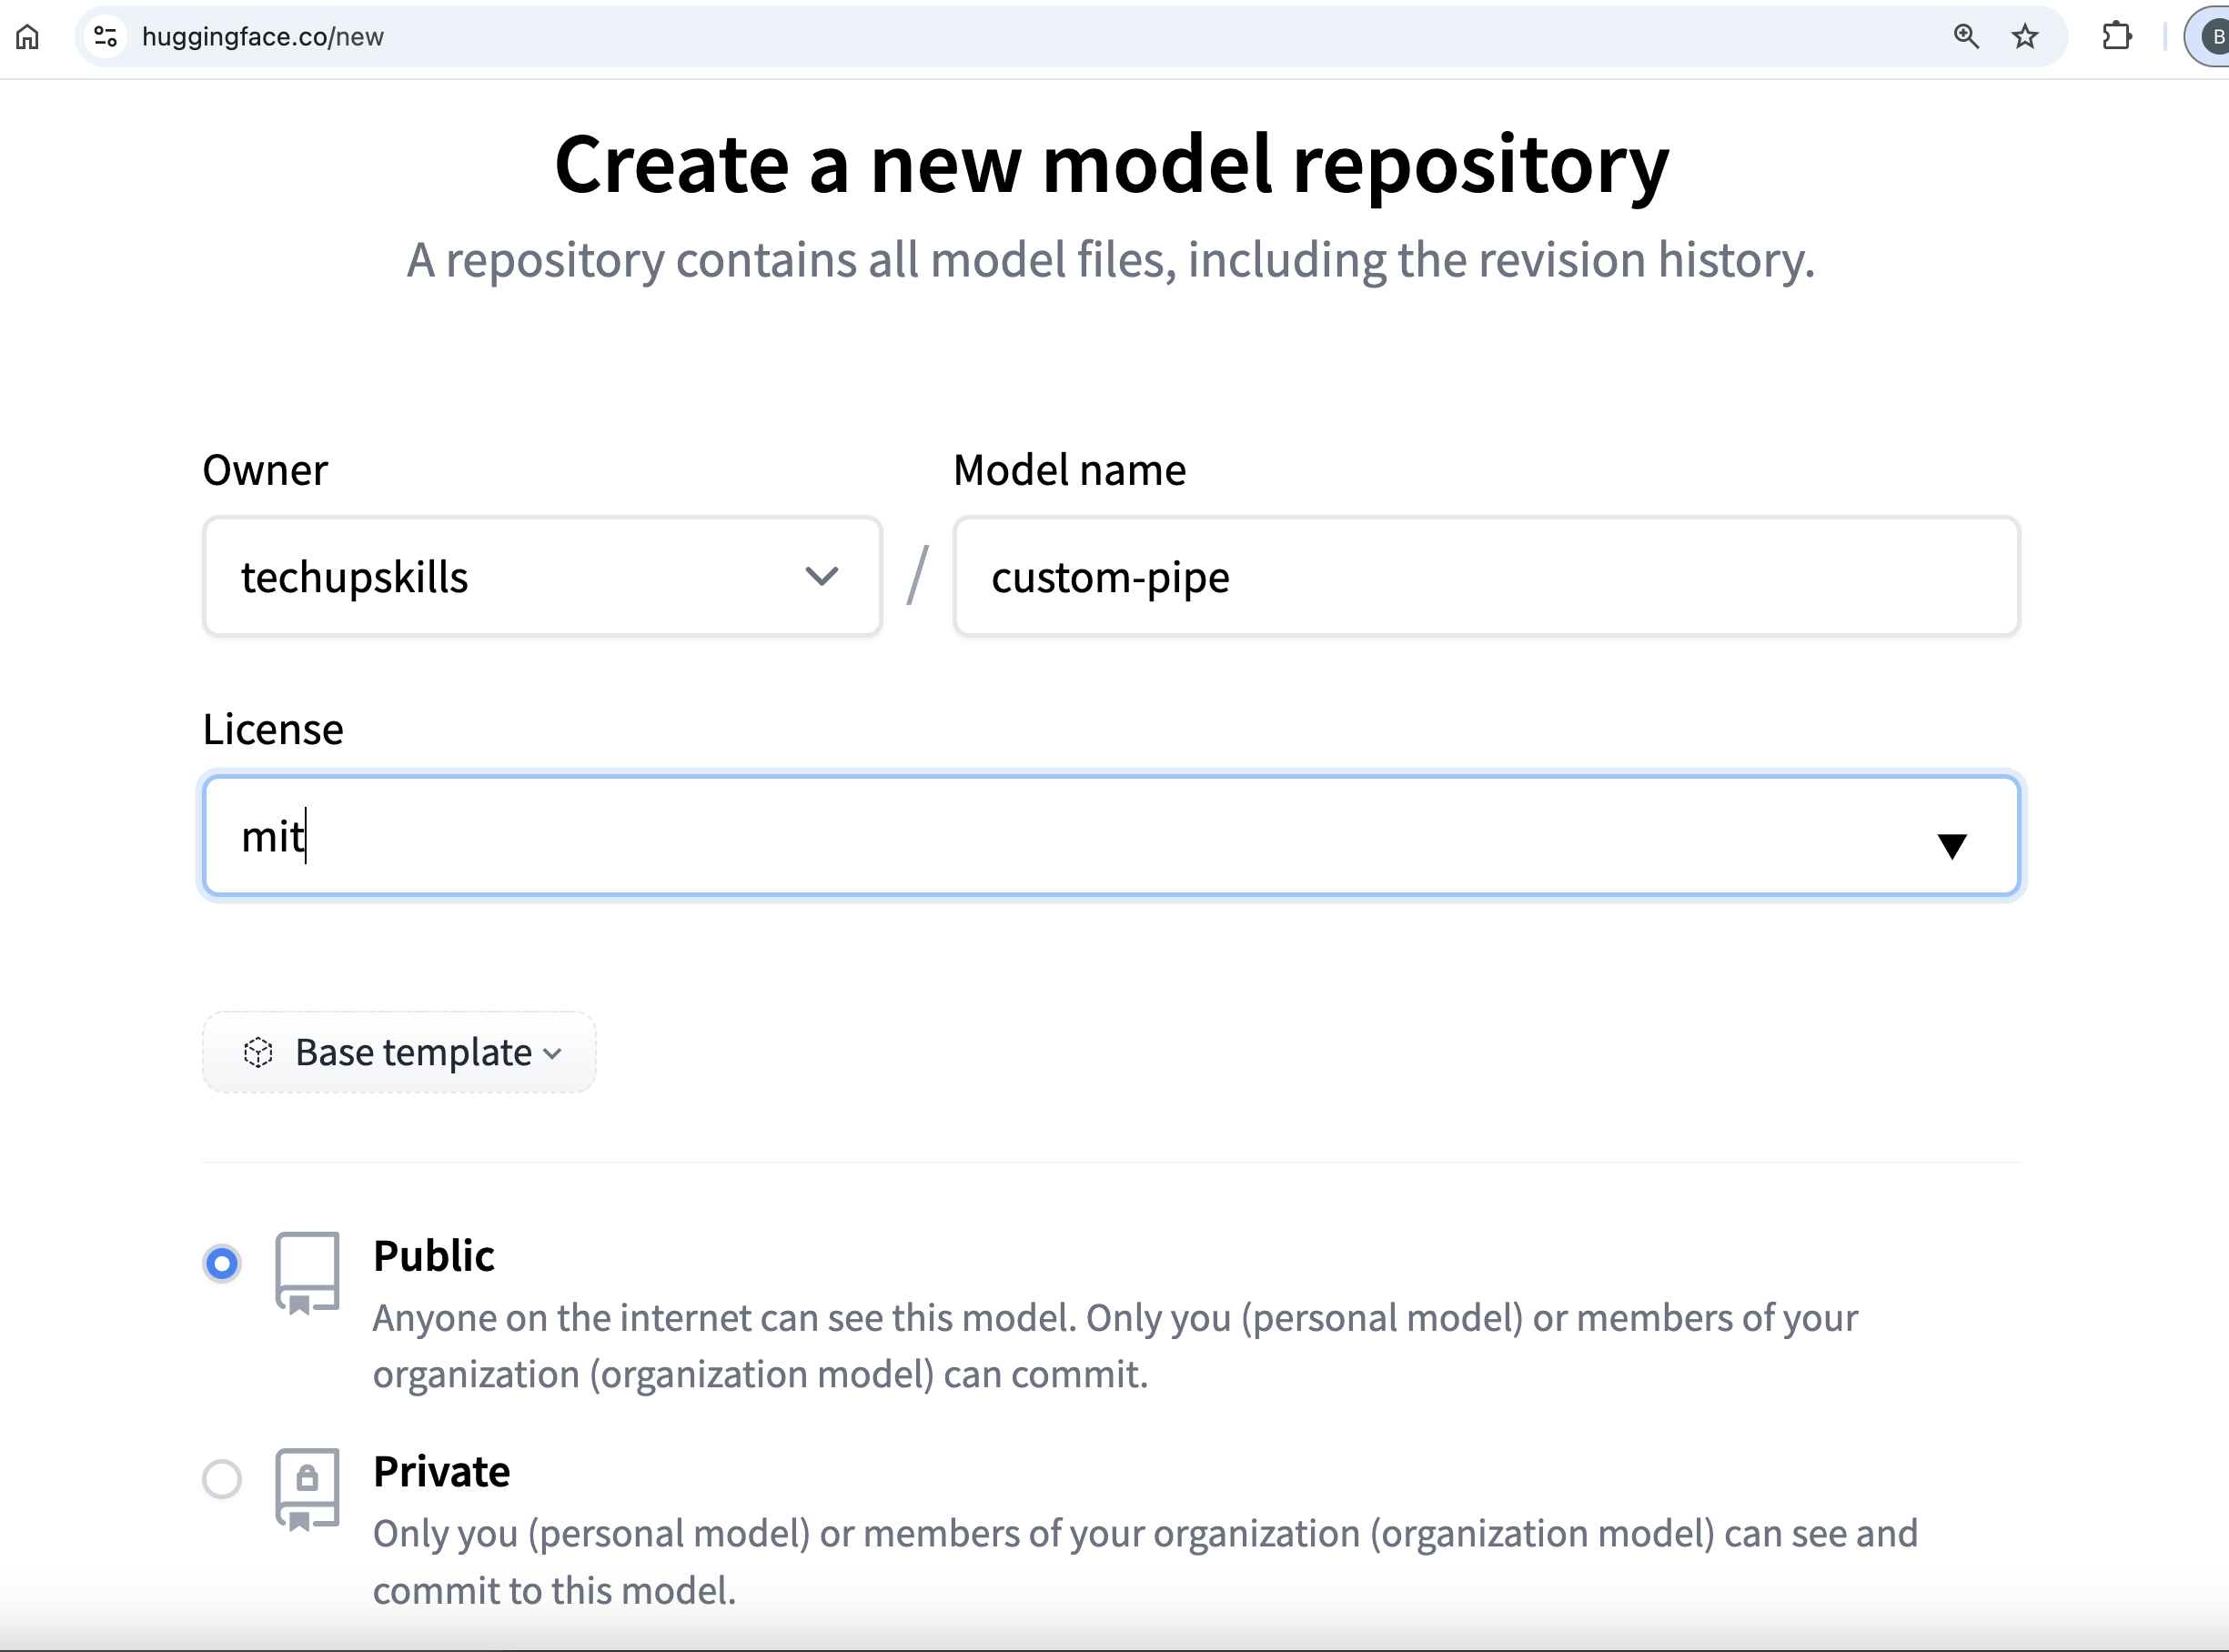 huggingface.co/new
B
Create a new model repository
A repository contains all model files, including the revision history.
Owner
Model name
techupskills
/
custom-pipe
License
mit
Base template
Public
Anyone on the internet can see this model. Only you (personal model) or members of your
organization (organization model) can commit.
Private
Only you (personal model) or members of your organization (organization model) can see and
commit to this model.